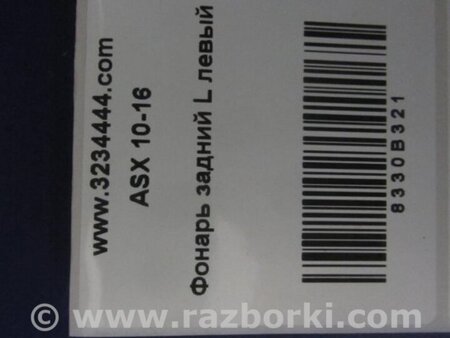 www.3234444.com
ASX 10-16
Фонарь задний L левый
8330B321
© www.razborki.com